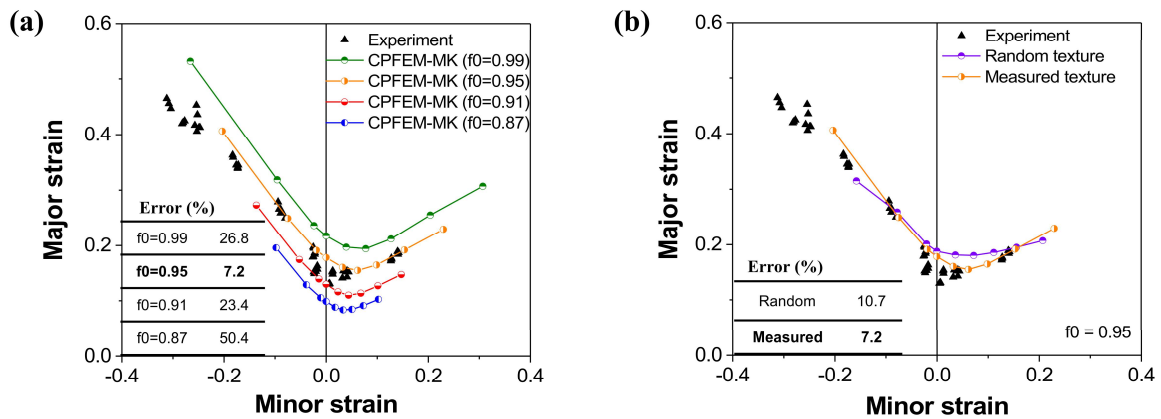 (a)
0.6
0.4
0.2
0.0
Major strain
Experiment
CPFEM-MK (f0=0.99)
CPFEM-MK (f0=0.95)
CPFEM-MK (f0=0.91)
CPFEM-MK (f0=0.87)
Error (%)
f0=0.99 26.8
f0=0.95 7.2
f0=0.91 23.4
f0=0.87 50.4
-0.4 -0.2 0.0 0.2 0.4
Minor strain
(b)
0.6
0.4
0.2
0.0
Major strain
Experiment
Random texture
Measured texture
Error (%)
Random 10.7
Measured 7.2
f0 = 0.95
-0.4 -0.2 0.0 0.2 0.4
Minor strain